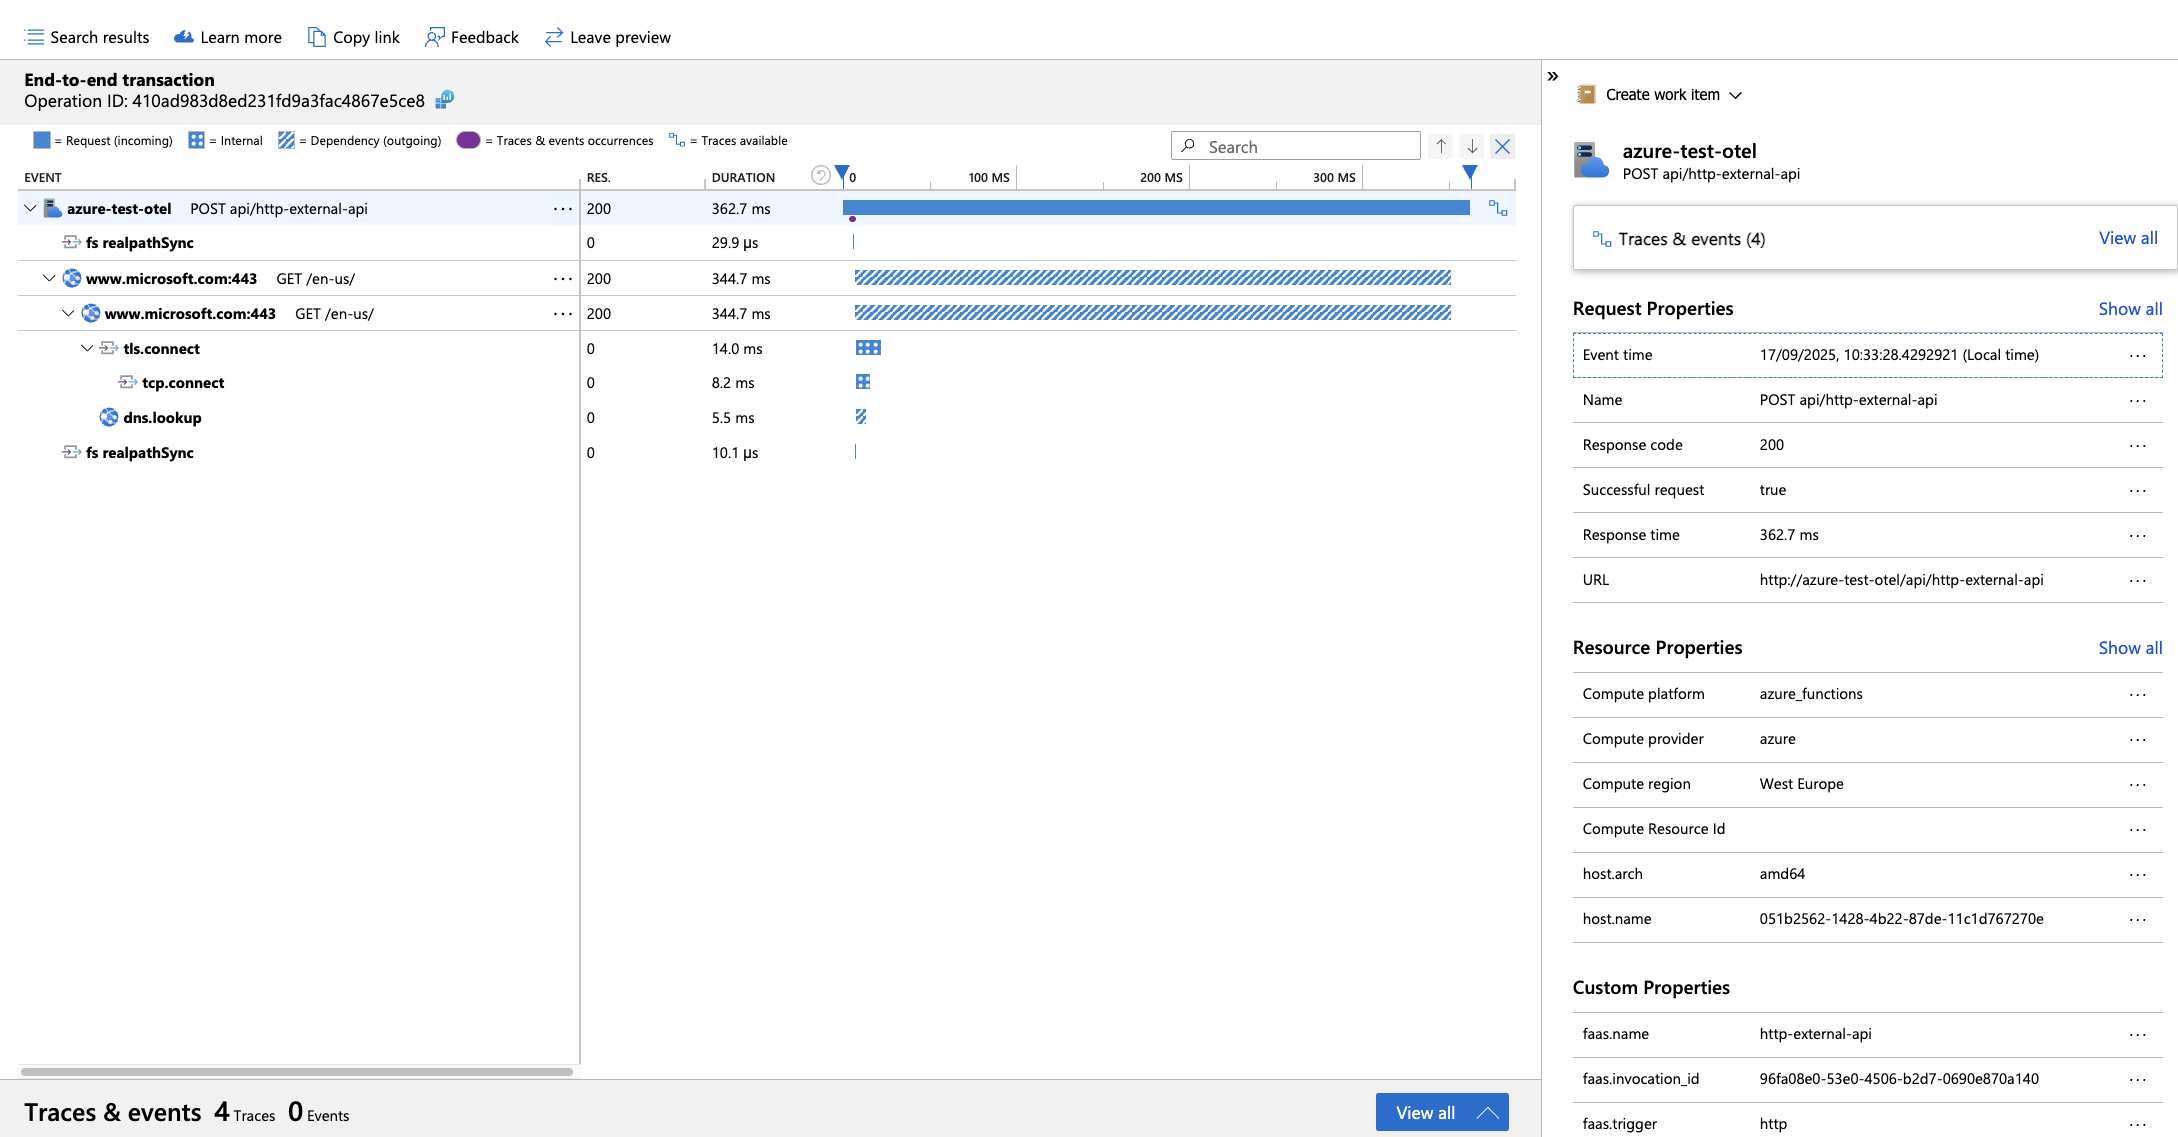 Search results Learn more Copy link Feedback Leave preview
End-to-end transaction
Operation ID: 410ad983d8ed231fd9a3fac4867e5ce8
= Request (incoming) = Internal = Dependency (outgoing) = Traces & events occurrences = Traces available
Search
EVENT RES. DURATION 0 100 MS 200 MS 300 MS
azure-test-otel POST api/http-external-api ... 200 362.7 ms
fs realpathSync 0 29.9 µs
www.microsoft.com:443 GET /en-us/ ... 200 344.7 ms
www.microsoft.com:443 GET /en-us/ ... 200 344.7 ms
tls.connect 0 14.0 ms
tcp.connect 0 8.2 ms
dns.lookup 0 5.5 ms
fs realpathSync 0 10.1 µs
Traces & events 4 Traces 0 Events
View all
Create work item
azure-test-otel
POST api/http-external-api
Traces & events (4) View all
Request Properties Show all
Event time 17/09/2025, 10:33:28.4292921 (Local time) ...
Name POST api/http-external-api ...
Response code 200 ...
Successful request true ...
Response time 362.7 ms ...
URL http://azure-test-otel/api/http-external-api ...
Resource Properties Show all
Compute platform azure_functions ...
Compute provider azure ...
Compute region West Europe ...
Compute Resource Id ...
host.arch amd64 ...
host.name 051b2562-1428-4b22-87de-11c1d767270e ...
Custom Properties
faas.name http-external-api ...
faas.invocation_id 96fa08e0-53e0-4506-b2d7-0690e870a140 ...
faas.trigger http ...